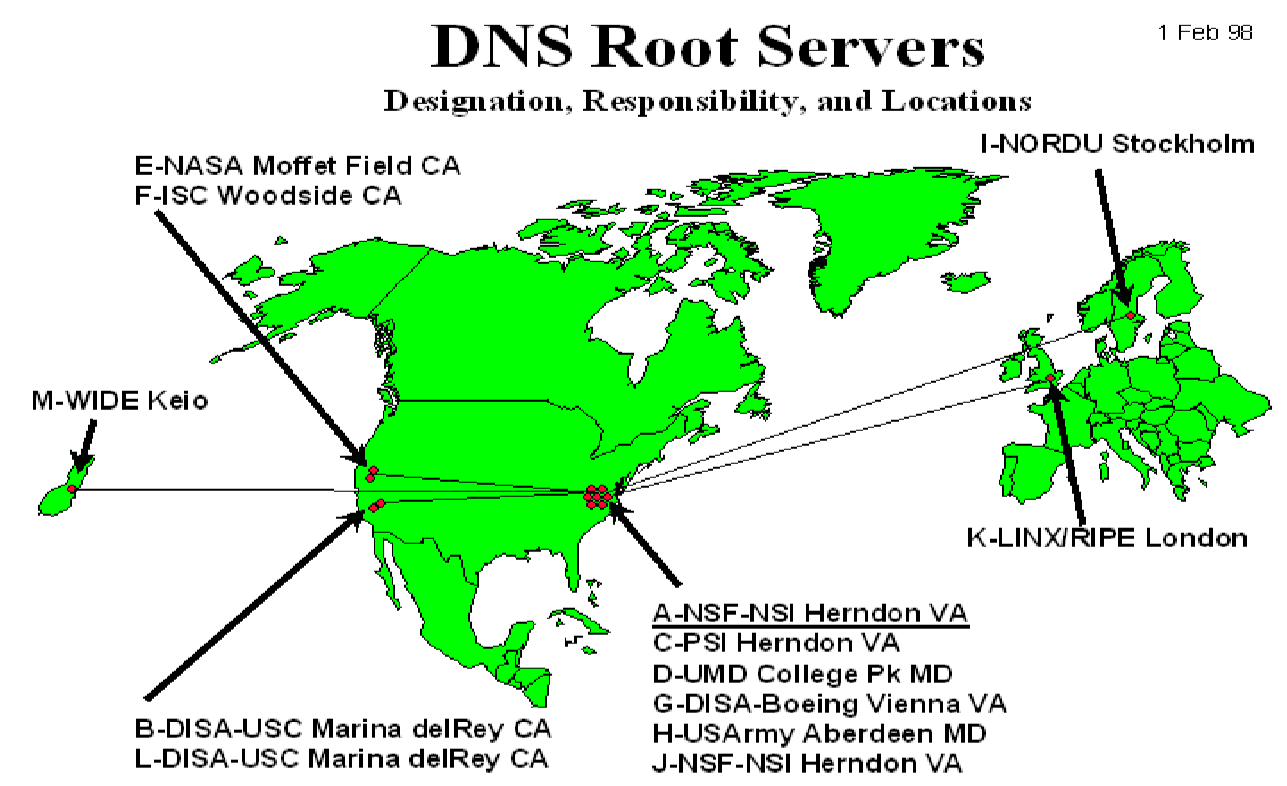 DNS Root Servers
1 Feb 98
Designation, Responsibility, and Locations
I-NORDU Stockholm
E-NASA Moffet Field CA
F-ISC Woodside CA
M-WIDE Keio
K-LINX/RIPE London
A-NSF-NSI Herndon VA
C-PSI Herndon VA
D-UMD College Pk MD
G-DISA-Boeing Vienna VA
H-USArmy Aberdeen MD
J-NSF-NSI Herndon VA
B-DISA-USC Marina delRey CA
L-DISA-USC Marina delRey CA